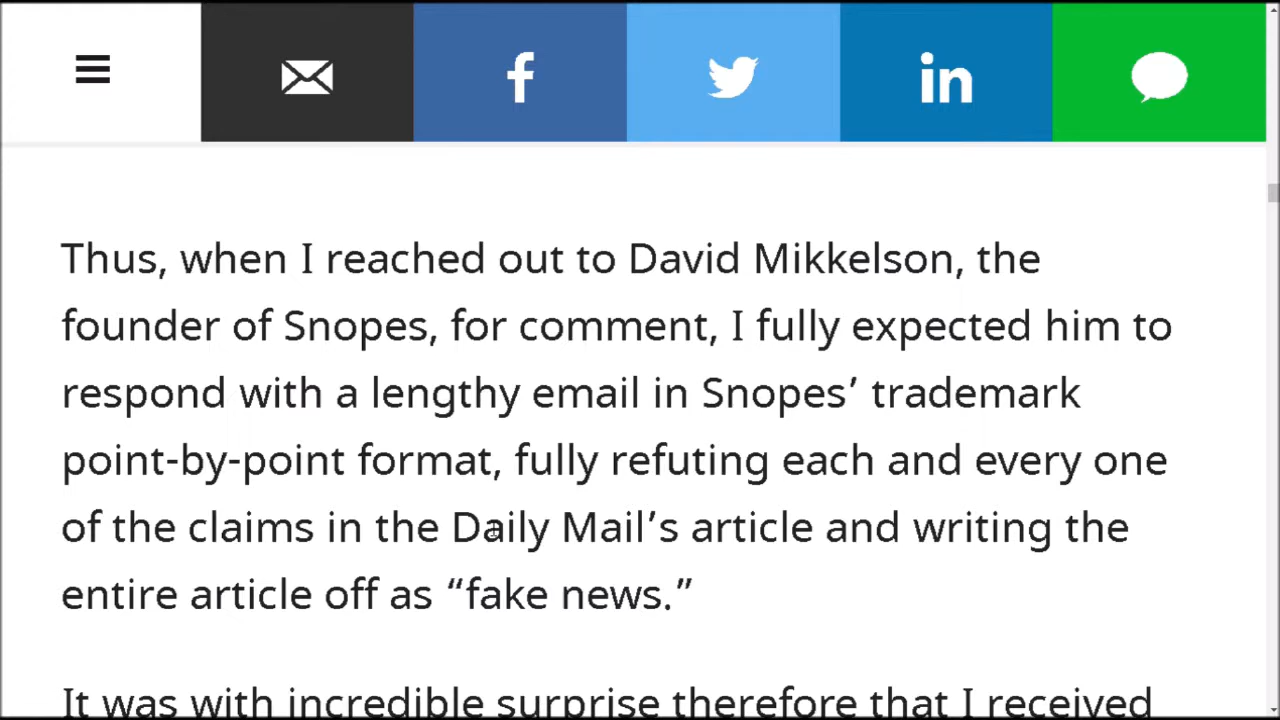 Thus, when I reached out to David Mikkelson, the
founder of Snopes, for comment, I fully expected him to
respond with a lengthy email in Snopes’ trademark
point-by-point format, fully refuting each and every one
of the claims in the Daily Mail’s article and writing the
entire article off as “fake news.”
It was with incredible surprise therefore that I received